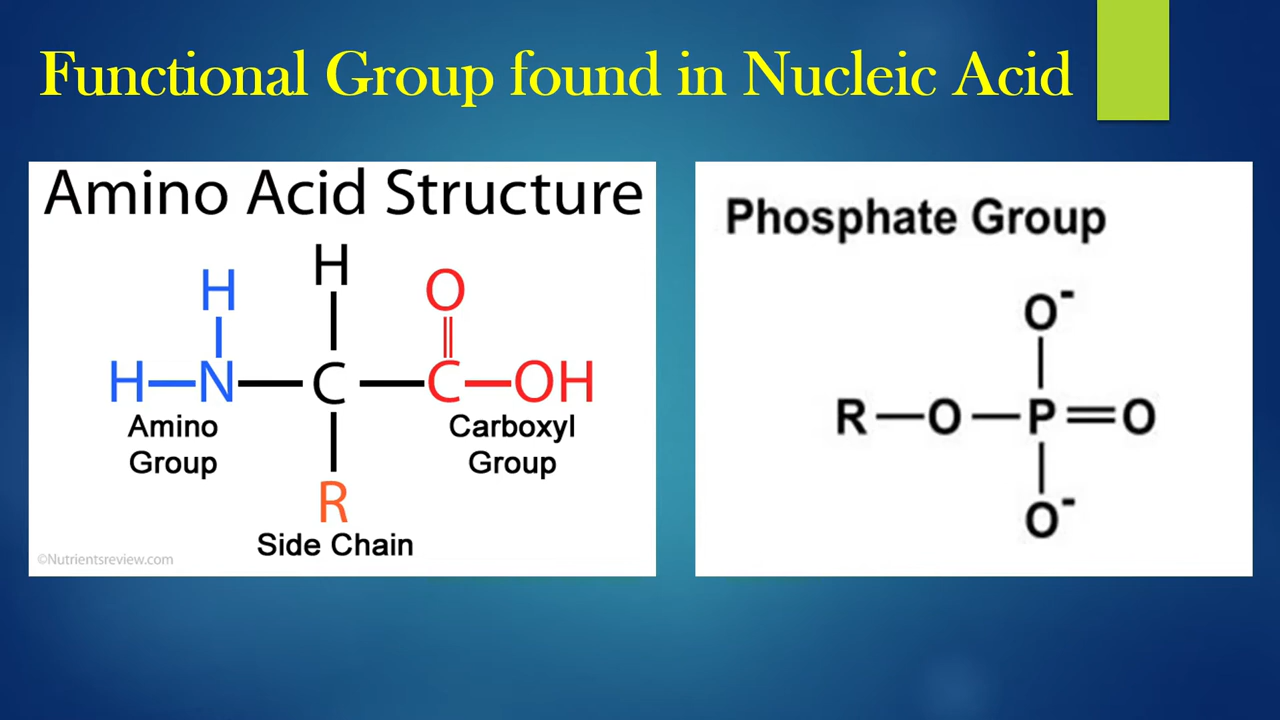 Functional Group found in Nucleic Acid
Amino Acid Structure
H
H O
H—N—C—C—OH
Amino Group
Carboxyl Group
R
Side Chain
©Nutrientsreview.com
Phosphate Group
O-
R—O—P=O
O-